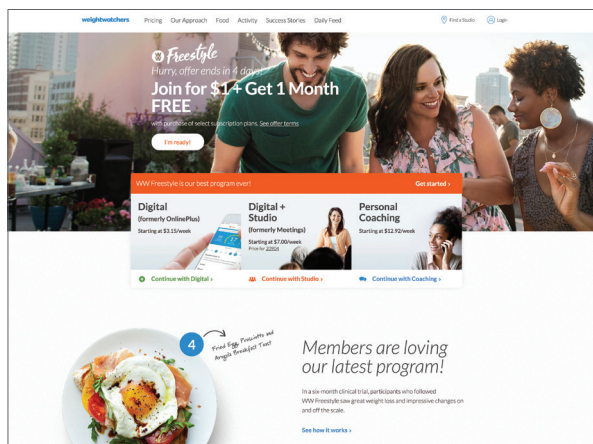 weightwatchers Pricing Our Approach Food Activity Success Stories Daily Feed Find a Studio Login
Freestyle
Hurry, offer ends in 4 days!
Join for $1 + Get 1 Month
FREE
with purchase of select subscription plans. See offer terms
I'm ready!
WW Freestyle is our best program ever! Get started >
Digital
(formerly OnlinePlus)
Starting at $3.15/week
Continue with Digital >
Digital +
Studio
(formerly Meetings)
Starting at $7.00/week
Price for 20904
Continue with Studio >
Personal
Coaching
Starting at $12.92/week
Continue with Coaching >
4
Fried Egg, Prosciutto and
Arugula Breakfast Toast
Members are loving
our latest program!
In a six-month clinical trial, participants who followed
WW Freestyle saw great weight loss and impressive changes on
and off the scale.
See how it works >